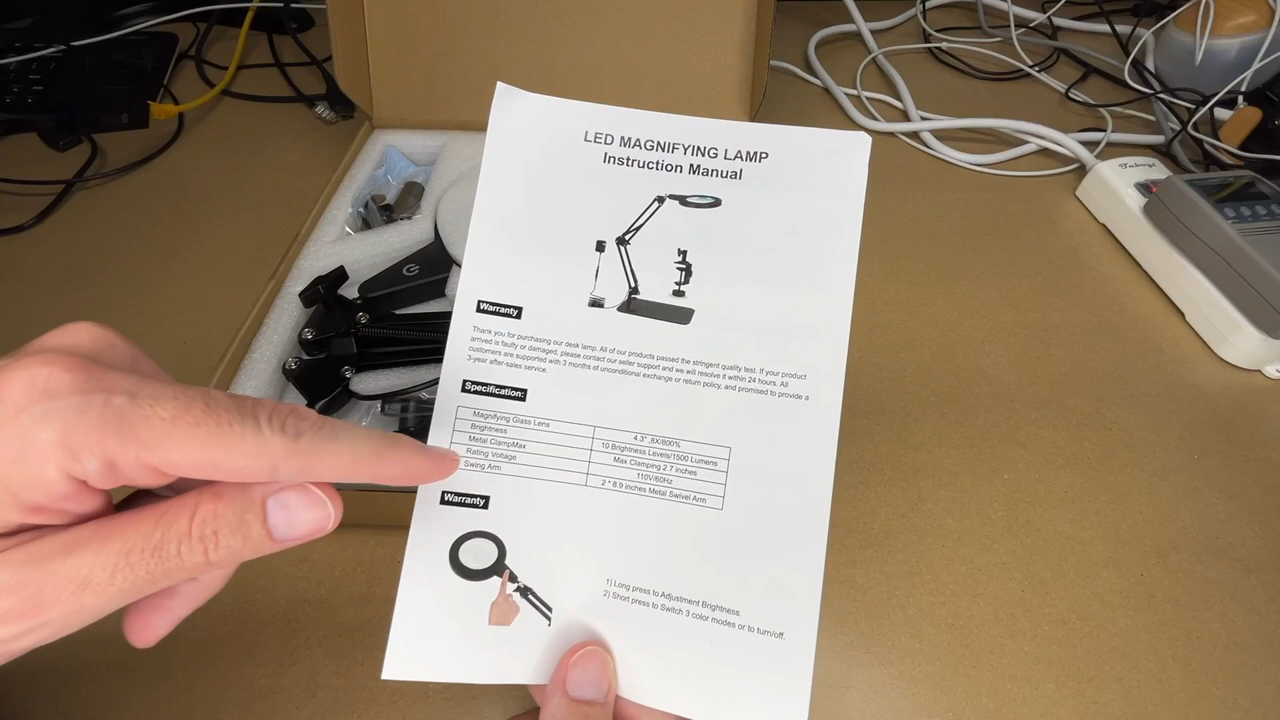 LED MAGNIFYING LAMP
Instruction Manual
Warranty
Thank you for purchasing our desk lamp. All of our products passed the stringent quality test. If your product
arrived is faulty or damaged, please contact our seller support and we will resolve it within 24 hours. All
customers are supported with 3 months of unconditional exchange or return policy, and promised to provide a
3-year after-sales service.
Specification:
Magnifying Glass Lens 4.3" ,8X/800%
Brightness 10 Brightness Levels/1500 Lumens
Metal ClampMax Max Clamping 2.7 inches
Rating Voltage 110V/60Hz
Swing Arm 2 * 8.9 inches Metal Swivel Arm
Warranty
1) Long press to Adjustment Brightness.
2) Short press to Switch 3 color modes or to turn/off.